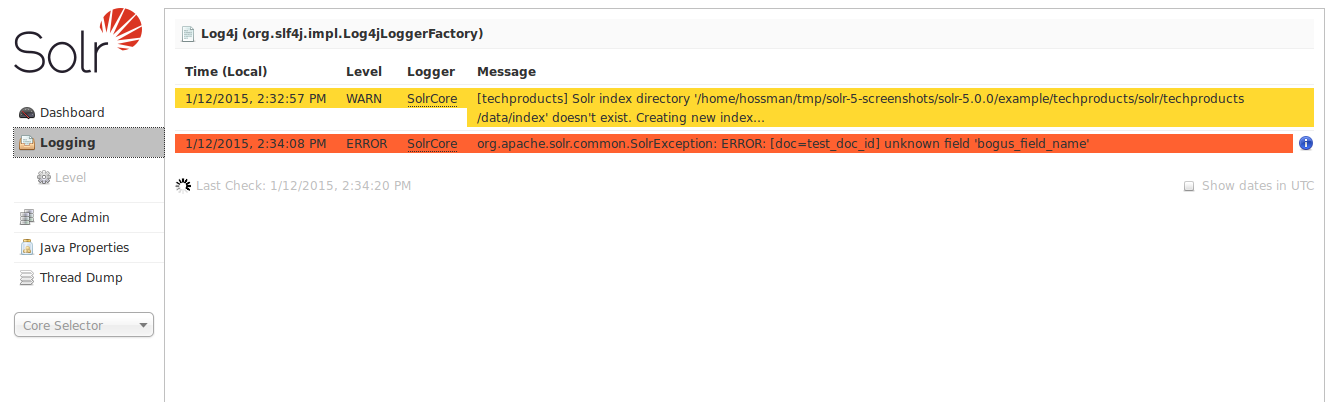 Solr
Dashboard
Logging
Level
Core Admin
Java Properties
Thread Dump
Core Selector
Log4j (org.slf4j.impl.Log4jLoggerFactory)
Time (Local) Level Logger Message
1/12/2015, 2:32:57 PM WARN SolrCore [techproducts] Solr index directory '/home/hossman/tmp/solr-5-screenshots/solr-5.0.0/example/techproducts/solr/techproducts
/data/index' doesn't exist. Creating new index...
1/12/2015, 2:34:08 PM ERROR SolrCore org.apache.solr.common.SolrException: ERROR: [doc=test_doc_id] unknown field 'bogus_field_name'
Last Check: 1/12/2015, 2:34:20 PM Show dates in UTC